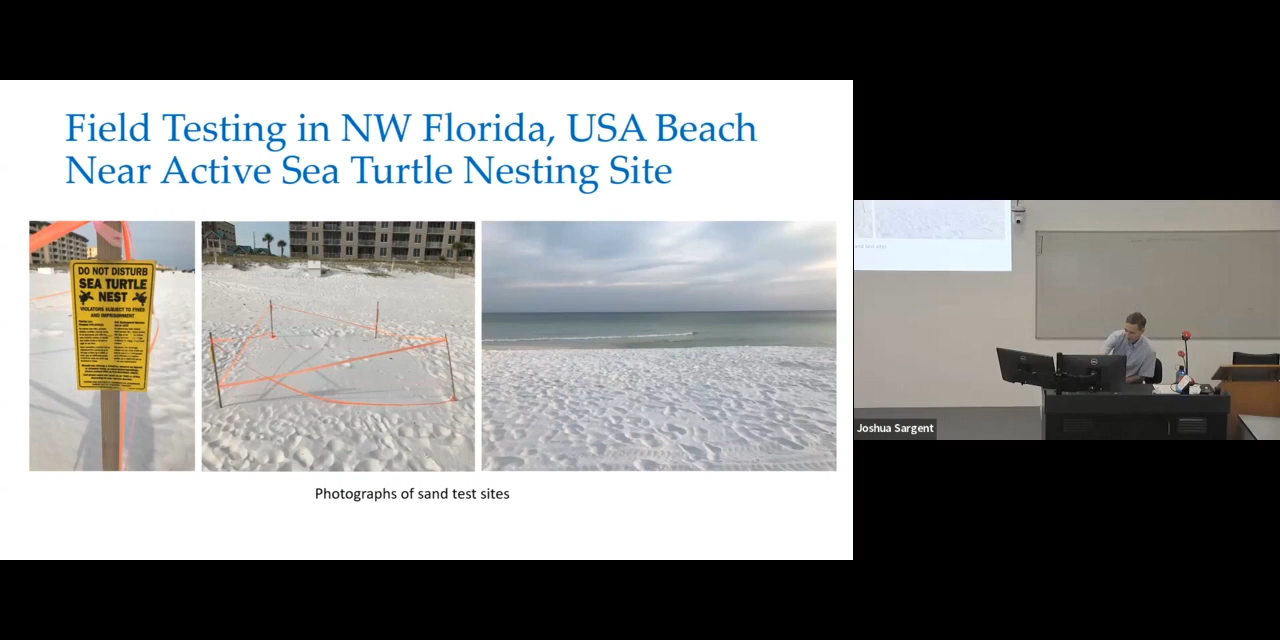 Field Testing in NW Florida, USA Beach
Near Active Sea Turtle Nesting Site
DO NOT DISTURB
SEA TURTLE
NEST
VIOLATORS SUBJECT TO FINES
AND IMPRISONMENT
Photographs of sand test sites
Joshua Sargent